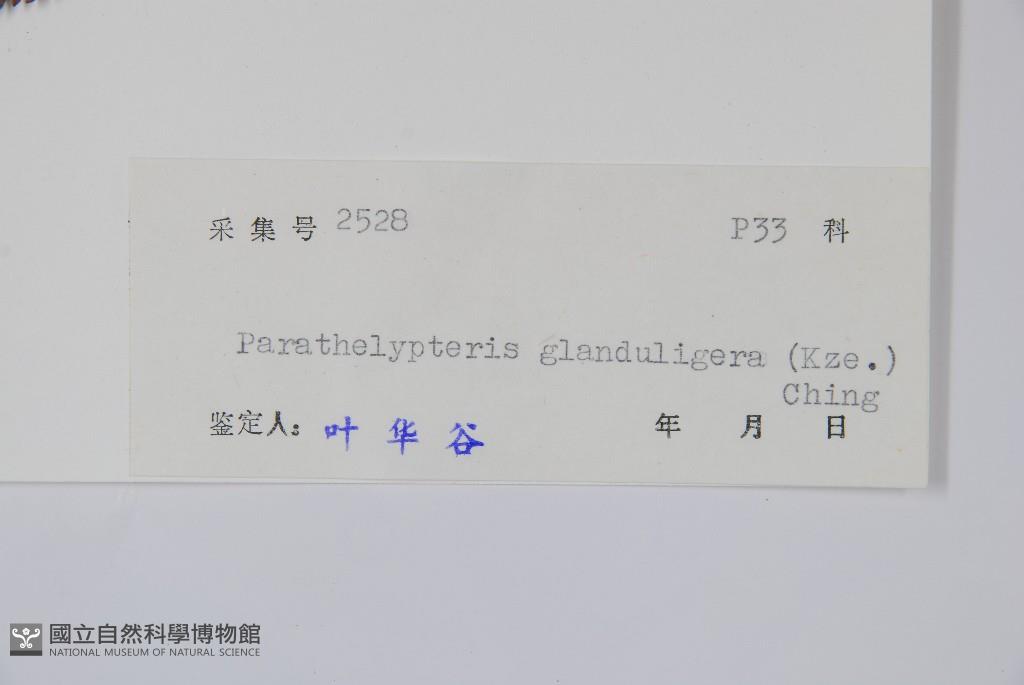 采集号 2528 P33 科
Parathelypteris glanduligera (Kze.)
Ching
鉴定人: 叶华谷 年 月 日
國立自然科學博物館
NATIONAL MUSEUM OF NATURAL SCIENCE